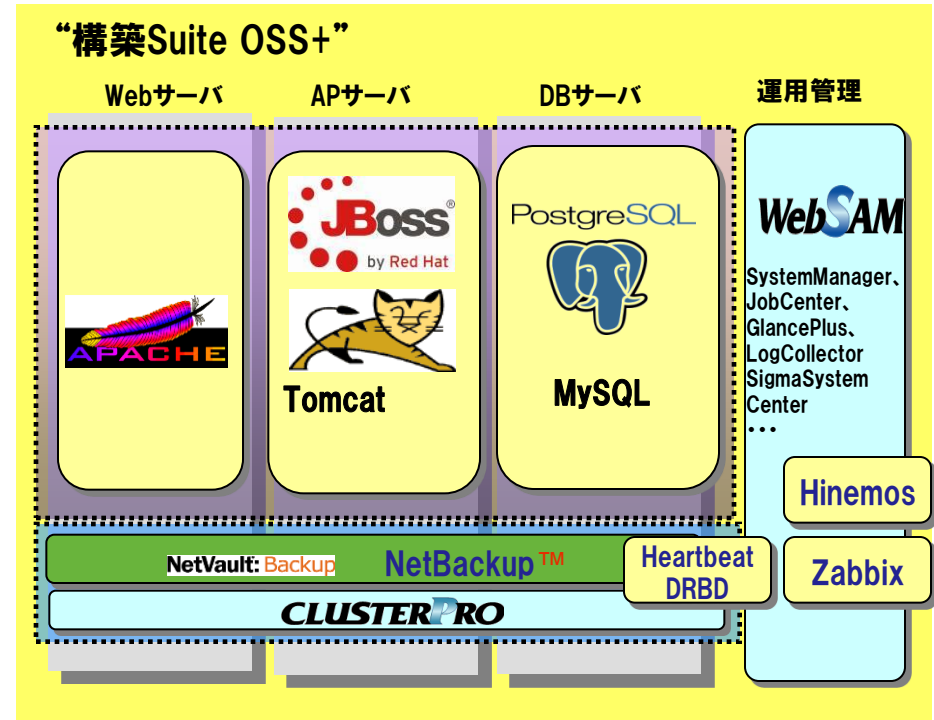 “構築Suite OSS+”
Webサーバ
APサーバ
DBサーバ
運用管理
APACHE
JBoss®
by Red Hat
Tomcat
PostgreSQL
MySQL
WebSAM
SystemManager、
JobCenter、
GlancePlus、
LogCollector
SigmaSystem
Center
・・・
Hinemos
Zabbix
NetVault: Backup
NetBackup™
Heartbeat
DRBD
CLUSTERPRO